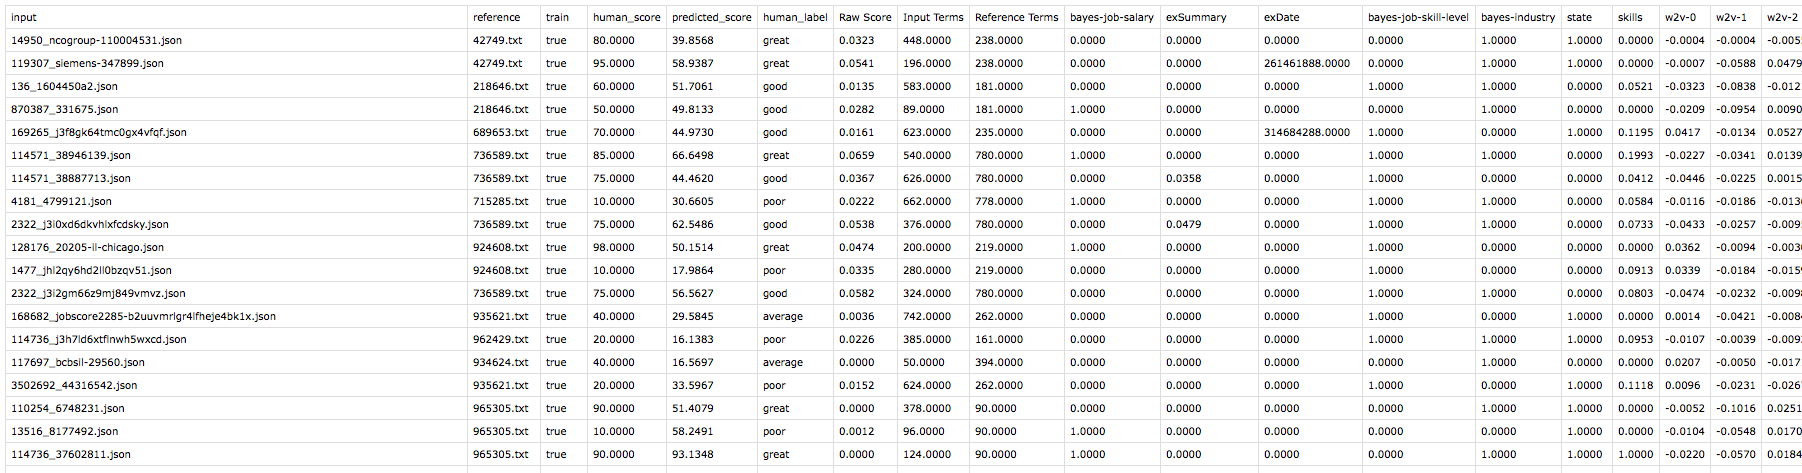 input reference train human_score predicted_score human_label Raw Score Input Terms Reference Terms bayes-job-salary exSummary exDate bayes-job-skill-level bayes-industry state skills w2v-0 w2v-1 w2v-2
14950_ncogroup-110004531.json 42749.txt true 80.0000 39.8568 great 0.0323 448.0000 238.0000 0.0000 0.0000 0.0000 0.0000 1.0000 1.0000 0.0000 -0.0004 -0.0004 -0.005
119307_siemens-347899.json 42749.txt true 95.0000 58.9387 great 0.0541 196.0000 238.0000 0.0000 0.0000 261461888.0000 0.0000 1.0000 1.0000 0.0000 -0.0007 -0.0588 0.0479
136_1604450a2.json 218646.txt true 60.0000 51.7061 good 0.0135 583.0000 181.0000 0.0000 0.0000 0.0000 1.0000 1.0000 0.0000 0.0521 -0.0323 -0.0838 -0.012
870387_331675.json 218646.txt true 50.0000 49.8133 good 0.0282 89.0000 181.0000 1.0000 0.0000 0.0000 0.0000 1.0000 0.0000 0.0000 -0.0209 -0.0954 0.0090
169265_j3f8gk64tmc0gx4vfqf.json 689653.txt true 70.0000 44.9730 good 0.0161 623.0000 235.0000 0.0000 0.0000 314684288.0000 1.0000 0.0000 1.0000 0.1195 0.0417 -0.0134 0.0527
114571_38946139.json 736589.txt true 85.0000 66.6498 great 0.0659 540.0000 780.0000 1.0000 0.0000 0.0000 1.0000 1.0000 0.0000 0.1993 -0.0227 -0.0341 0.0139
114571_38887713.json 736589.txt true 75.0000 44.4620 good 0.0367 626.0000 780.0000 0.0000 0.0358 0.0000 1.0000 0.0000 0.0000 0.0412 -0.0446 -0.0225 0.0015
4181_4799121.json 715285.txt true 10.0000 30.6605 poor 0.0222 662.0000 778.0000 1.0000 0.0000 0.0000 0.0000 0.0000 0.0000 0.0584 -0.0116 -0.0186 -0.0130
2322_j3l0xd6dkvhlxfcdsky.json 736589.txt true 75.0000 62.5486 good 0.0538 376.0000 780.0000 0.0000 0.0479 0.0000 1.0000 1.0000 0.0000 0.0733 -0.0433 -0.0257 -0.009
128176_20205-il-chicago.json 924608.txt true 98.0000 50.1514 great 0.0474 200.0000 219.0000 1.0000 0.0000 0.0000 0.0000 0.0000 0.0000 0.0000 0.0362 -0.0094 -0.0030
1477_jhl2qy6hd2ll0bzqv51.json 924608.txt true 10.0000 17.9864 poor 0.0335 280.0000 219.0000 0.0000 0.0000 0.0000 1.0000 0.0000 0.0000 0.0913 0.0339 -0.0184 -0.0159
2322_j3l2gm66z9mj849vmvz.json 736589.txt true 75.0000 56.5627 good 0.0582 324.0000 780.0000 0.0000 0.0000 0.0000 1.0000 1.0000 0.0000 0.0803 -0.0474 -0.0232 -0.0098
168682_jobscore2285-b2uuvmrlgr4lfheje4bk1x.json 935621.txt true 40.0000 29.5845 average 0.0036 742.0000 262.0000 0.0000 0.0000 0.0000 0.0000 0.0000 1.0000 0.0000 0.0014 -0.0421 -0.0084
114736_j3h7ld6xtflnwh5wxcd.json 962429.txt true 20.0000 16.1383 poor 0.0226 385.0000 161.0000 0.0000 0.0000 0.0000 1.0000 1.0000 1.0000 0.0953 -0.0107 -0.0039 -0.009
117697_bcbsil-29560.json 934624.txt true 40.0000 16.5697 average 0.0000 50.0000 394.0000 0.0000 0.0000 0.0000 0.0000 1.0000 0.0000 0.0000 0.0207 -0.0050 -0.017
3502692_44316542.json 935621.txt true 20.0000 33.5967 poor 0.0152 624.0000 262.0000 0.0000 0.0000 0.0000 1.0000 0.0000 1.0000 0.1118 0.0096 -0.0231 -0.026
110254_6748231.json 965305.txt true 90.0000 51.4079 great 0.0000 378.0000 90.0000 0.0000 0.0000 0.0000 0.0000 1.0000 1.0000 0.0000 -0.0052 -0.1016 0.0251
13516_8177492.json 965305.txt true 10.0000 58.2491 poor 0.0012 96.0000 90.0000 1.0000 0.0000 0.0000 0.0000 0.0000 1.0000 0.0000 -0.0104 -0.0548 0.0170
114736_37602811.json 965305.txt true 90.0000 93.1348 great 0.0000 124.0000 90.0000 1.0000 0.0000 0.0000 0.0000 1.0000 1.0000 1.0000 -0.0220 -0.0570 0.0184